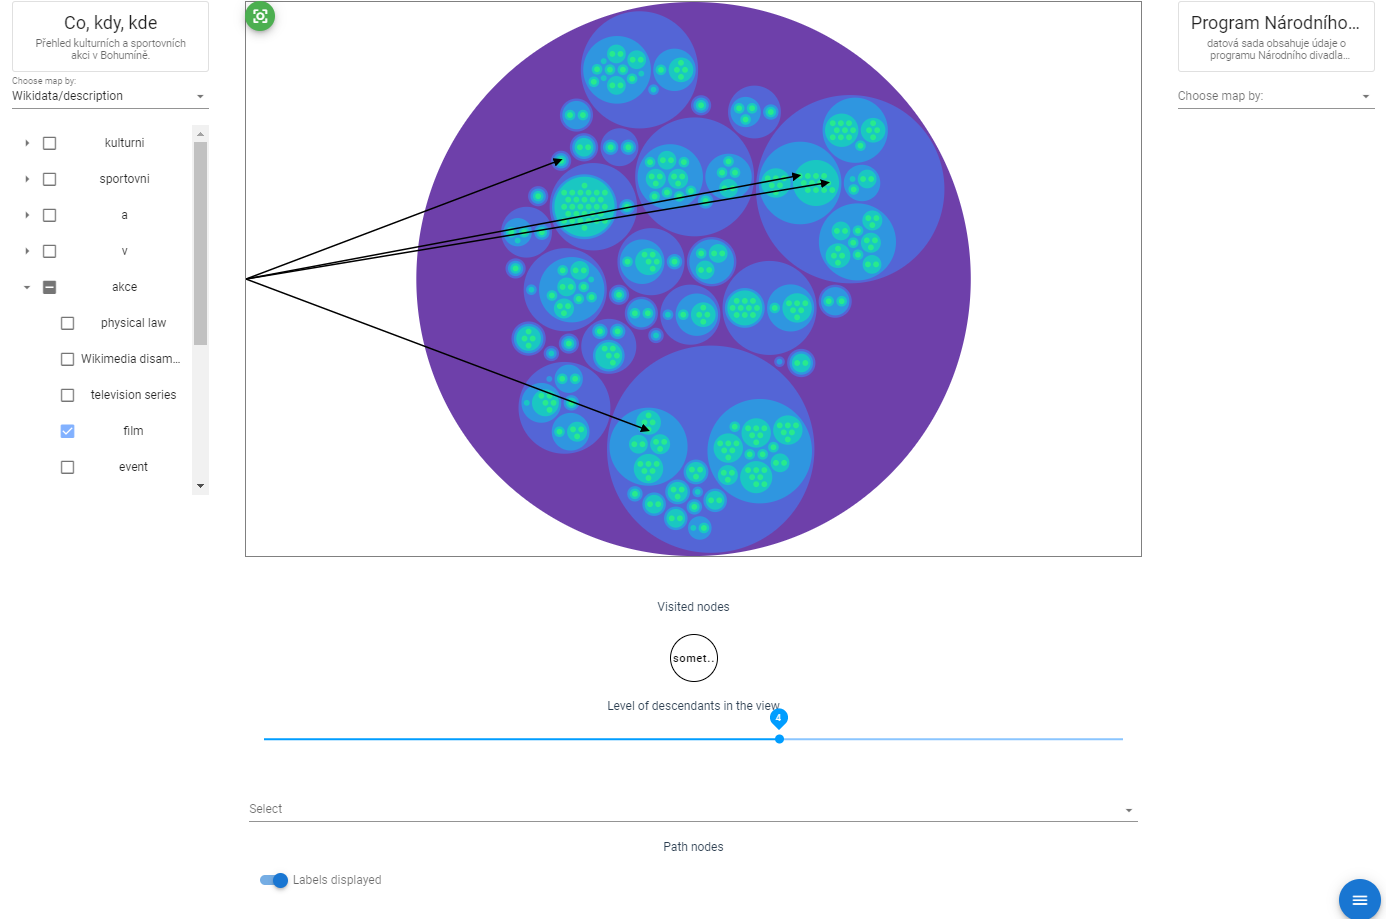 Co, kdy, kde
Přehled kulturních a sportovních
akci v Bohumíně.
Choose map by:
Wikidata/description
kulturni
sportovni
a
v
akce
physical law
Wikimedia disam...
television series
film
event
Program Národního...
datová sada obsahuje údaje o
programu Národního divadla...
Choose map by:
Visited nodes
somet..
Level of descendants in the view
4
Select
Path nodes
Labels displayed